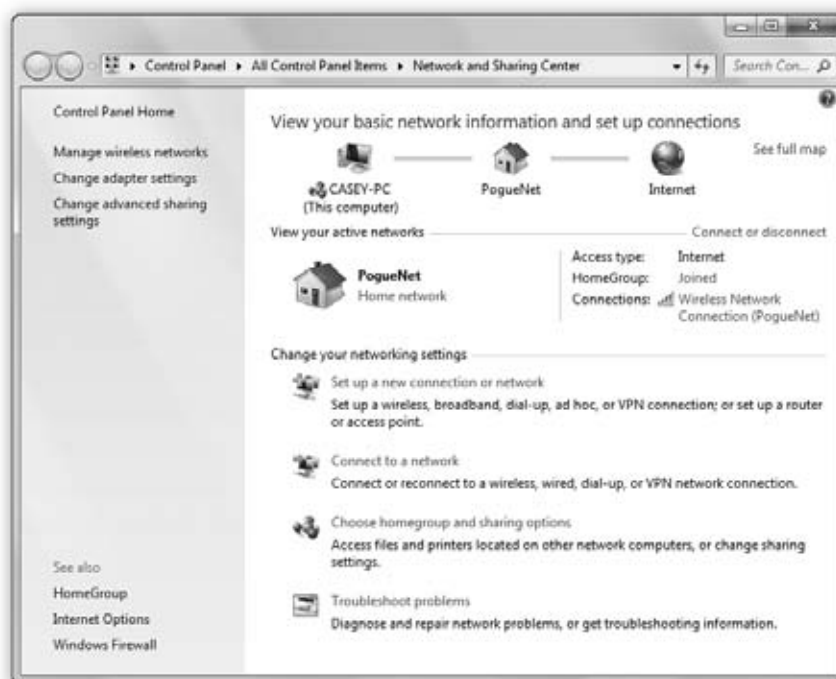 Control Panel ▸ All Control Panel Items ▸ Network and Sharing Center
Search Con...
Control Panel Home
Manage wireless networks
Change adapter settings
Change advanced sharing
settings
See also
HomeGroup
Internet Options
Windows Firewall
View your basic network information and set up connections
See full map
CASEY-PC
(This computer)
PogueNet
Internet
View your active networks
Connect or disconnect
PogueNet
Home network
Access type: Internet
HomeGroup: Joined
Connections: Wireless Network
Connection (PogueNet)
Change your networking settings
Set up a new connection or network
Set up a wireless, broadband, dial-up, ad hoc, or VPN connection; or set up a router
or access point.
Connect to a network
Connect or reconnect to a wireless, wired, dial-up, or VPN network connection.
Choose homegroup and sharing options
Access files and printers located on other network computers, or change sharing
settings.
Troubleshoot problems
Diagnose and repair network problems, or get troubleshooting information.